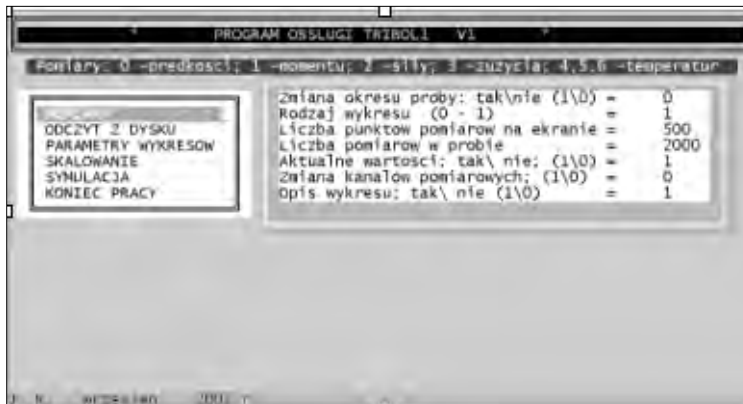 * PROGRAM OBSLUGI TRIBOL1 V1 *
Pomiary: 0 -predkosci; 1 -momentu; 2 -sily; 3 -zuzycia; 4,5,6 -temperatur
ODCZYT Z DYSKU
PARAMETRY WYKRESOW
SKALOWANIE
SYMULACJA
KONIEC PRACY
Zmiana okresu proby: tak\nie (1\0) = 0
Rodzaj wykresu (0 - 1) = 1
Liczba punktow pomiarow na ekranie = 500
Liczba pomiarow w probie = 2000
Aktualne wartosci; tak\ nie; (1\0) = 1
Zmiana kanalow pomiarowych; (1\0) = 0
Opis wykresu; tak\ nie (1\0) = 1
wrzesien